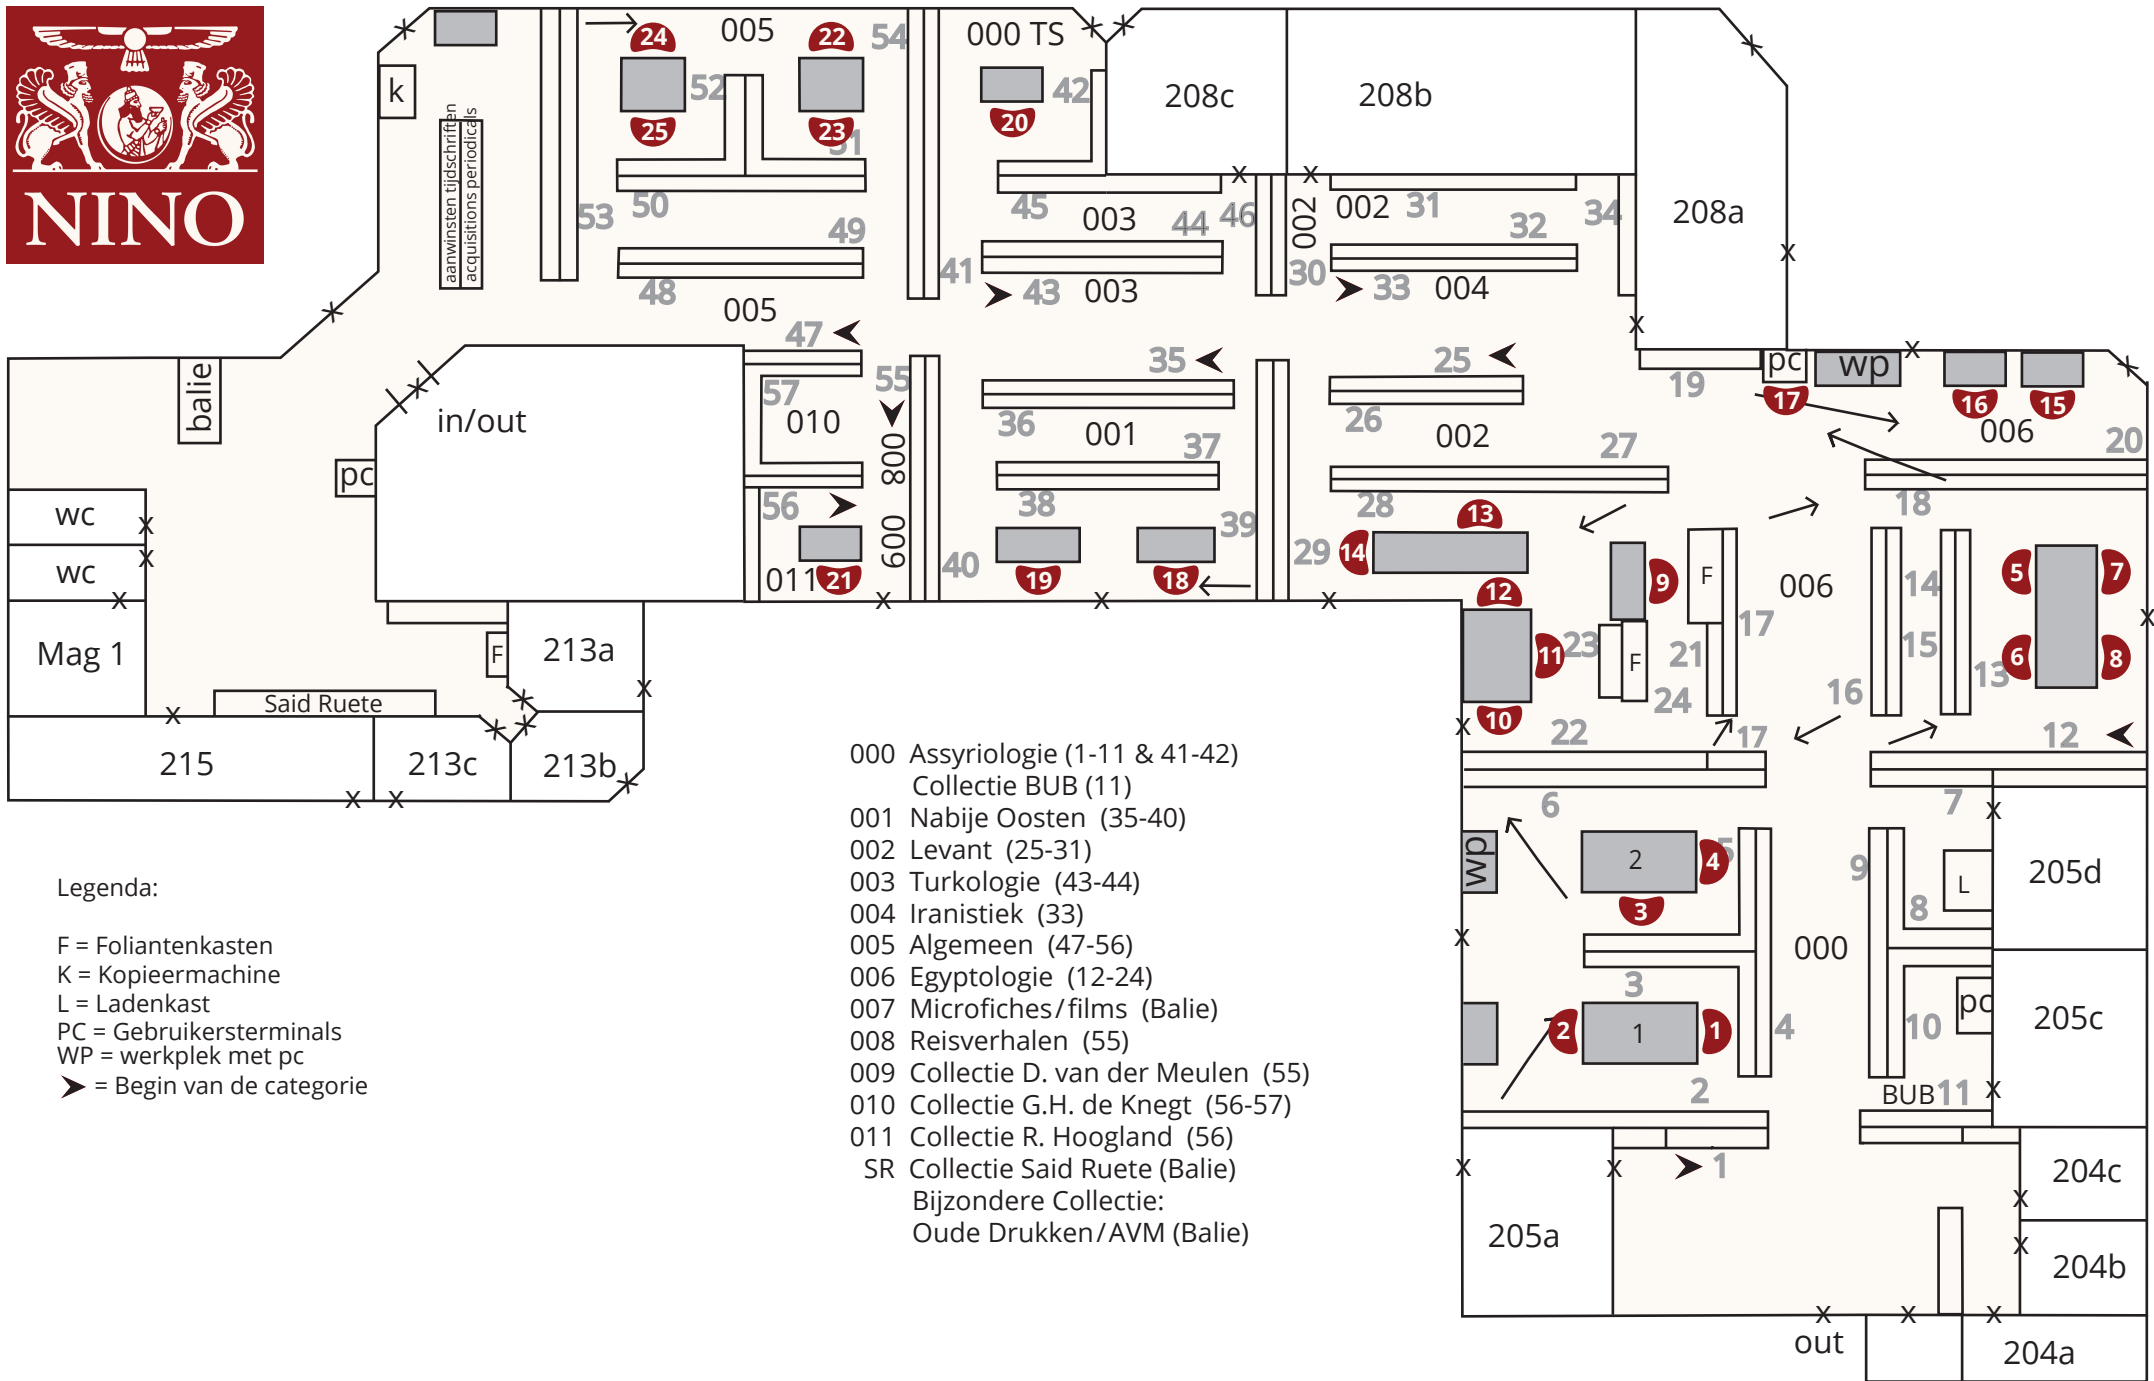 NINO
k
aanwinsten tijdschriften
acquisitions periodicals
24
25
005
52
22
23
51
54
53
50
49
48
005
47
000 TS
42
20
45
003
44
46
41
43
003
208c
208b
208a
002
002
31
32
34
30
33
004
balie
in/out
pc
wc
wc
Mag 1
Said Ruete
215
213c
213b
213a
F
57
010
55
800
56
600
011
21
35
36
001
37
38
39
40
19
18
25
26
002
27
28
29
13
14
12
11
10
9
F
F
23
21
24
22
17
17
006
19
pc
17
wp
16
15
006
20
18
14
15
13
16
12
5
6
7
8
6
7
wp
2
4
3
5
9
8
L
205d
000
3
1
2
1
4
2
10
pc
205c
BUB 11
1
205a
204c
204b
204a
out
Legenda:
F = Foliantenkasten
K = Kopieermachine
L = Ladenkast
PC = Gebruikersterminals
WP = werkplek met pc
➤ = Begin van de categorie
000 Assyriologie (1-11 & 41-42)
Collectie BUB (11)
001 Nabije Oosten (35-40)
002 Levant (25-31)
003 Turkologie (43-44)
004 Iranistiek (33)
005 Algemeen (47-56)
006 Egyptologie (12-24)
007 Microfiches/films (Balie)
008 Reisverhalen (55)
009 Collectie D. van der Meulen (55)
010 Collectie G.H. de Knegt (56-57)
011 Collectie R. Hoogland (56)
SR Collectie Said Ruete (Balie)
Bijzondere Collectie:
Oude Drukken/AVM (Balie)